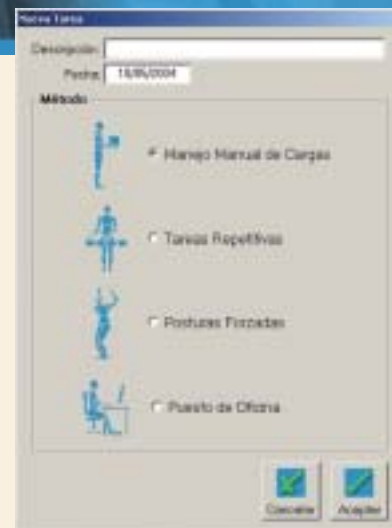 Nueva Tarea
Descripción:
Fecha: 18/05/2004
Método
Manejo Manual de Cargas
Tareas Repetitivas
Posturas Forzadas
Puesto de Oficina
Cancelar Aceptar